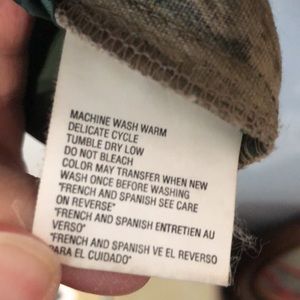 MACHINE WASH WARM
DELICATE CYCLE
TUMBLE DRY LOW
DO NOT BLEACH
COLOR MAY TRANSFER WHEN NEW
WASH ONCE BEFORE WASHING
"FRENCH AND SPANISH SEE CARE
ON REVERSE"
"FRENCH AND SPANISH ENTRETIEN AU
VERSO"
"FRENCH AND SPANISH VE EL REVERSO
PARA EL CUIDADO"